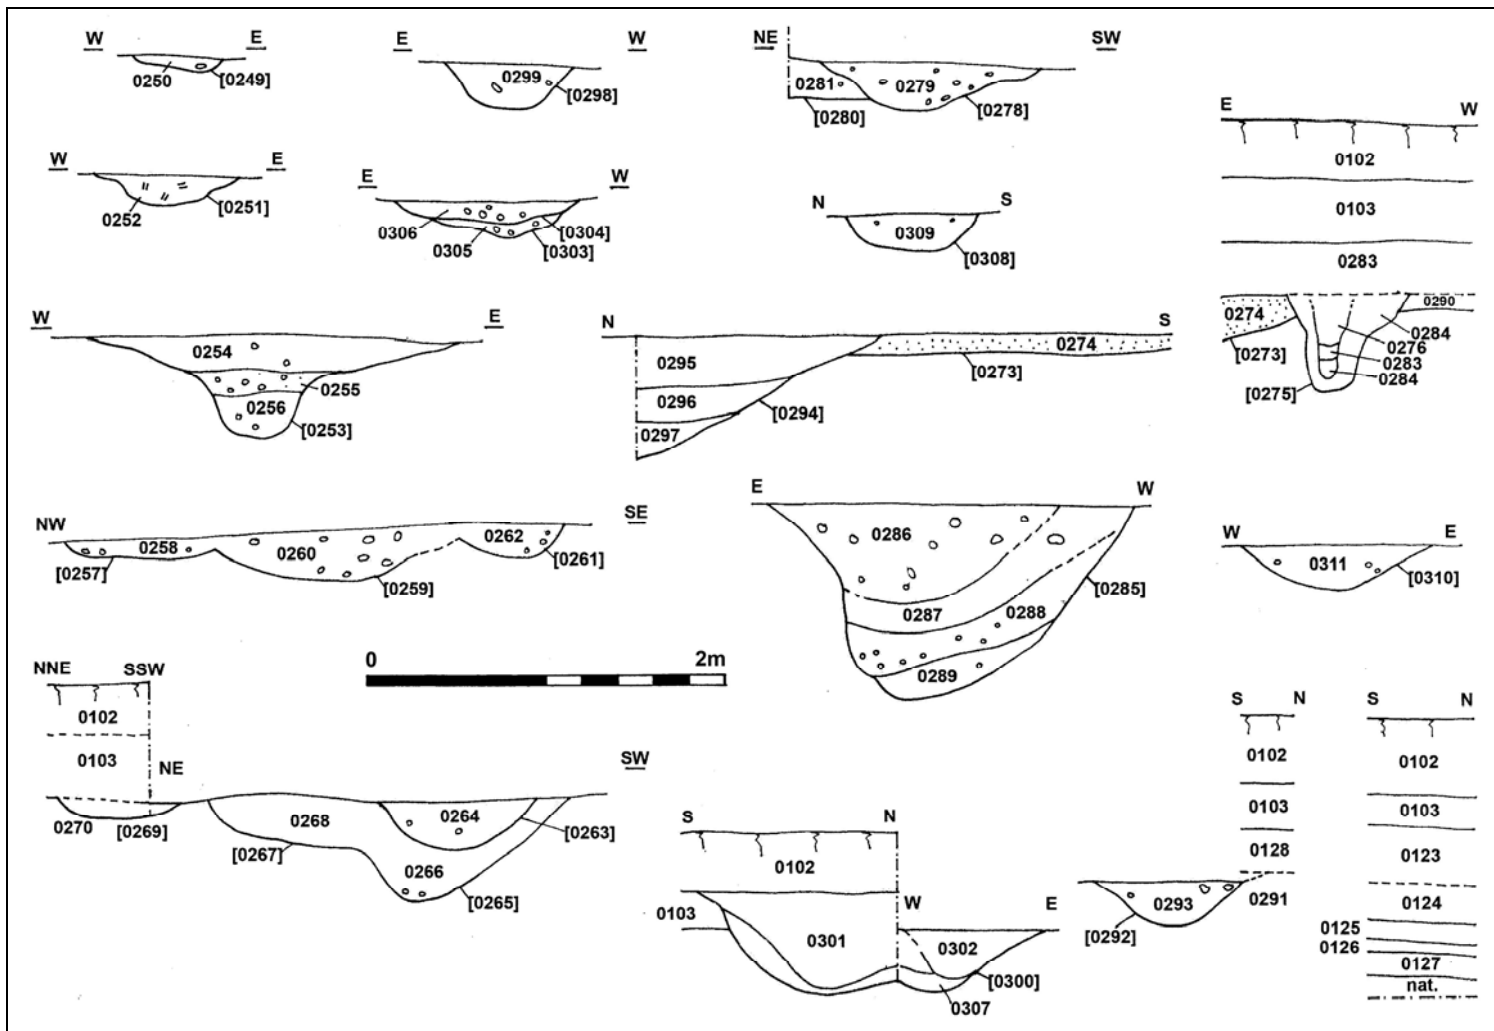 W E
0250 [0249]
E W
0299
[0298]
NE SW
0281 0279
[0280] [0278]
E W
0102
0103
0283
0274 0290
0284
0276
[0273] 0283
0284
[0275]
W E
0252 [0251]
E W
0306 [0304]
0305 [0303]
N S
0309
[0308]
W E
0254
0255
0256
[0253]
N S
0295 0274
[0273]
0296 [0294]
0297
NW SE
0258 0260 0262
[0257] [0259] [0261]
E W
0286
0287 0288 [0285]
0289
W E
0311
[0310]
0 2m
NNE SSW
0102
0103
NE SW
0270 [0269] 0268 0264
[0263]
[0267] 0266
[0265]
S N
0102
0103 W E
0301 0302
[0300]
0307
S N
0102
0103
0128
0293 0291
[0292]
S N
0102
0103
0123
0124
0125
0126
0127
nat.